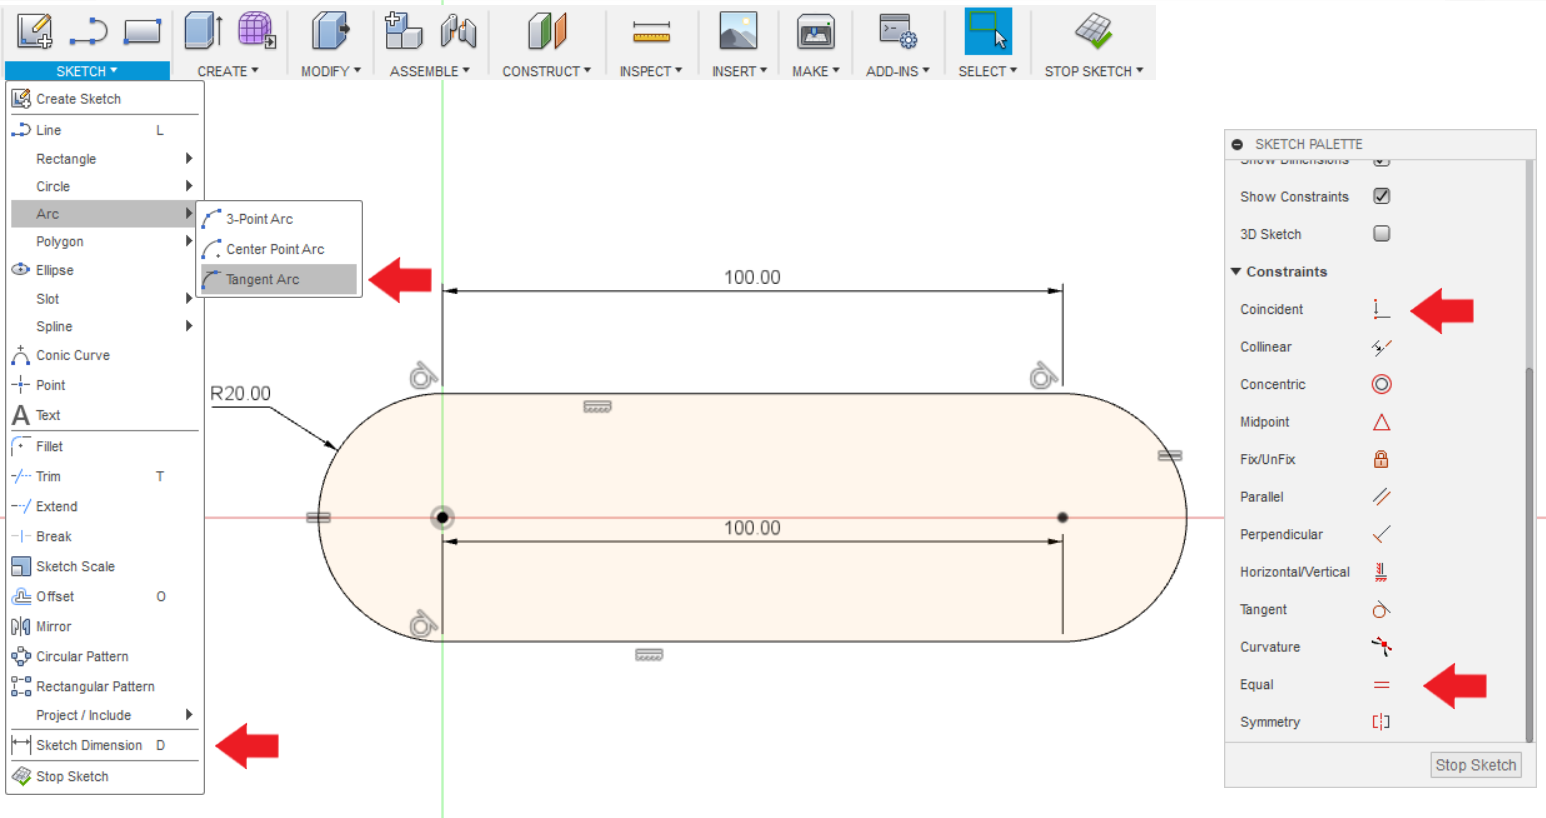 SKETCH ▾ CREATE ▾ MODIFY ▾ ASSEMBLE ▾ CONSTRUCT ▾ INSPECT ▾ INSERT ▾ MAKE ▾ ADD-INS ▾ SELECT ▾ STOP SKETCH ▾
Create Sketch
Line L
Rectangle
Circle
Arc
Polygon
Ellipse
Slot
Spline
Conic Curve
Point
Text
Fillet
Trim T
Extend
Break
Sketch Scale
Offset O
Mirror
Circular Pattern
Rectangular Pattern
Project / Include
Sketch Dimension D
Stop Sketch
3-Point Arc
Center Point Arc
Tangent Arc
100.00
R20.00
100.00
SKETCH PALETTE
Show Dimensions
Show Constraints
3D Sketch
Constraints
Coincident
Collinear
Concentric
Midpoint
Fix/UnFix
Parallel
Perpendicular
Horizontal/Vertical
Tangent
Curvature
Equal
Symmetry
Stop Sketch